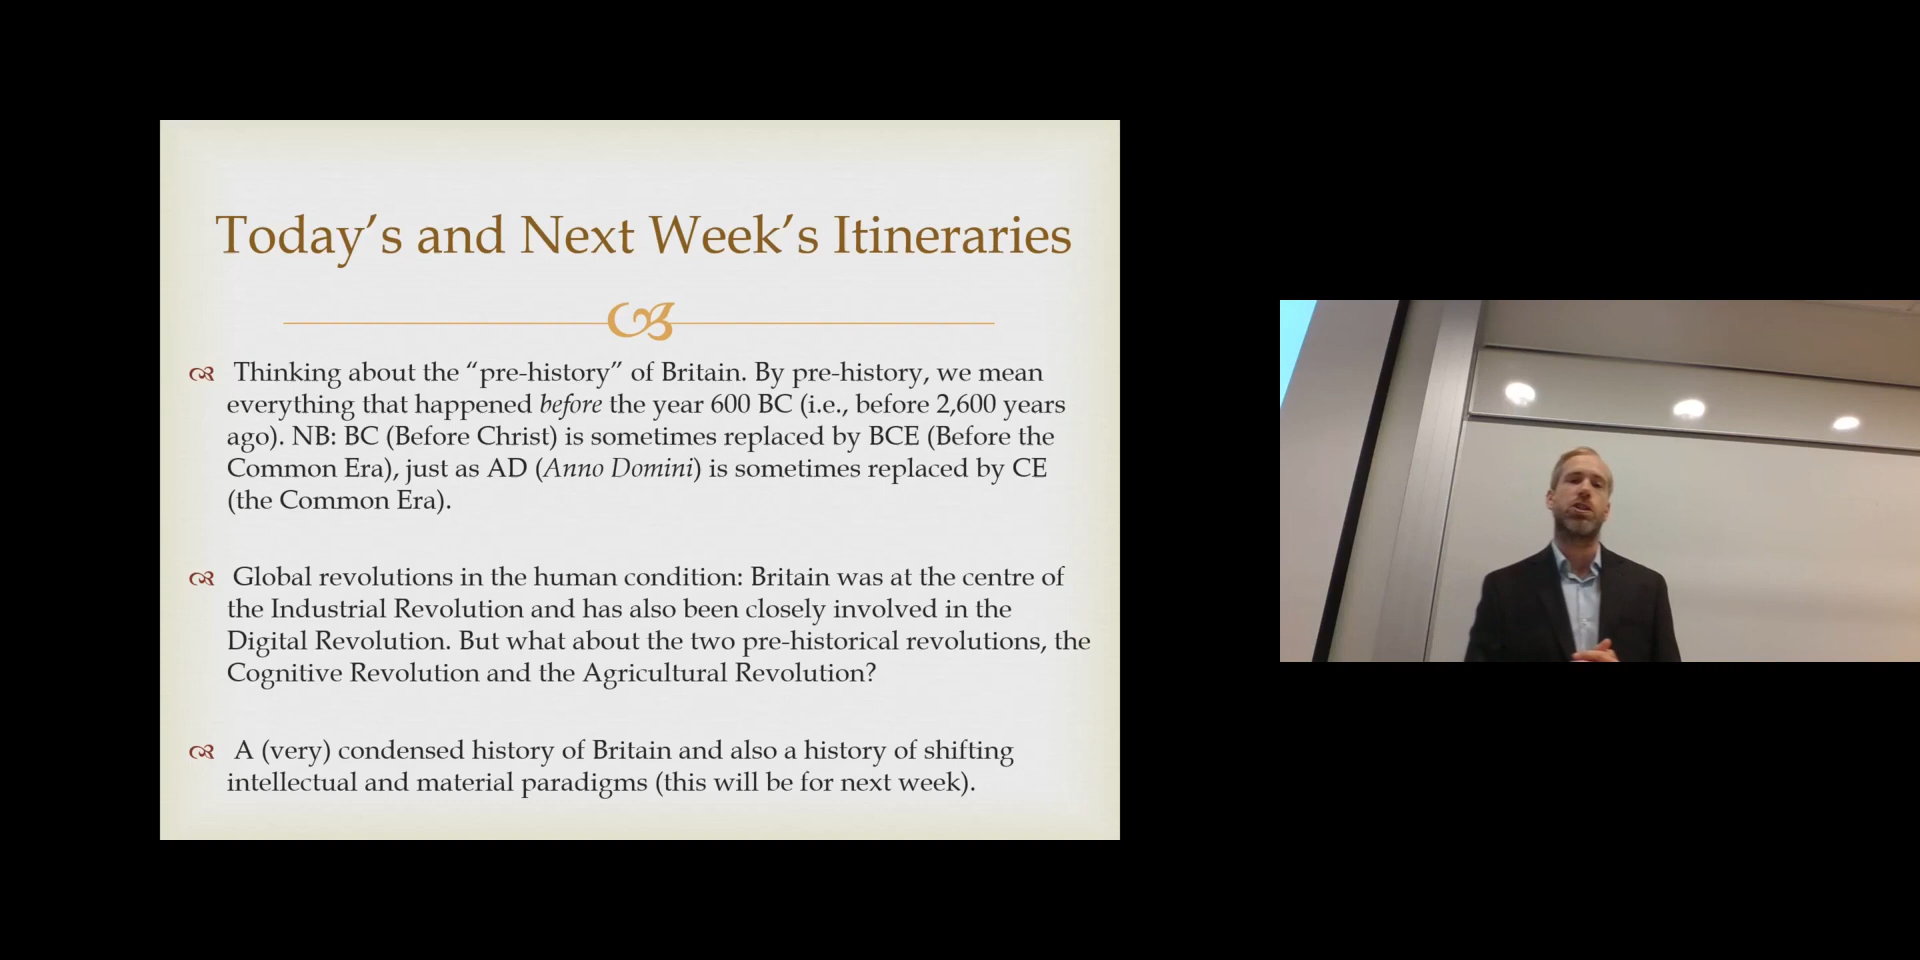 Today’s and Next Week’s Itineraries
Thinking about the “pre-history” of Britain. By pre-history, we mean
everything that happened before the year 600 BC (i.e., before 2,600 years
ago). NB: BC (Before Christ) is sometimes replaced by BCE (Before the
Common Era), just as AD (Anno Domini) is sometimes replaced by CE
(the Common Era).
Global revolutions in the human condition: Britain was at the centre of
the Industrial Revolution and has also been closely involved in the
Digital Revolution. But what about the two pre-historical revolutions, the
Cognitive Revolution and the Agricultural Revolution?
A (very) condensed history of Britain and also a history of shifting
intellectual and material paradigms (this will be for next week).